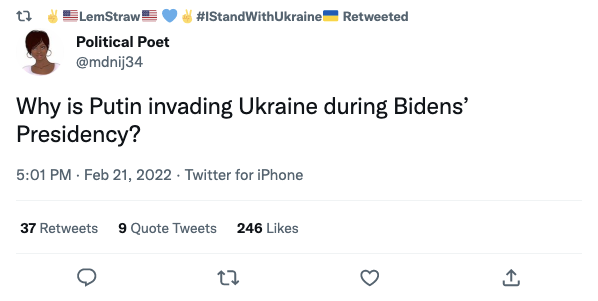 ✌🇺🇸LemStraw🇺🇸 💙✌#IStandWithUkraine🇺🇦 Retweeted
Political Poet
@mdnij34
Why is Putin invading Ukraine during Bidens’
Presidency?
5:01 PM · Feb 21, 2022 · Twitter for iPhone
37 Retweets 9 Quote Tweets 246 Likes